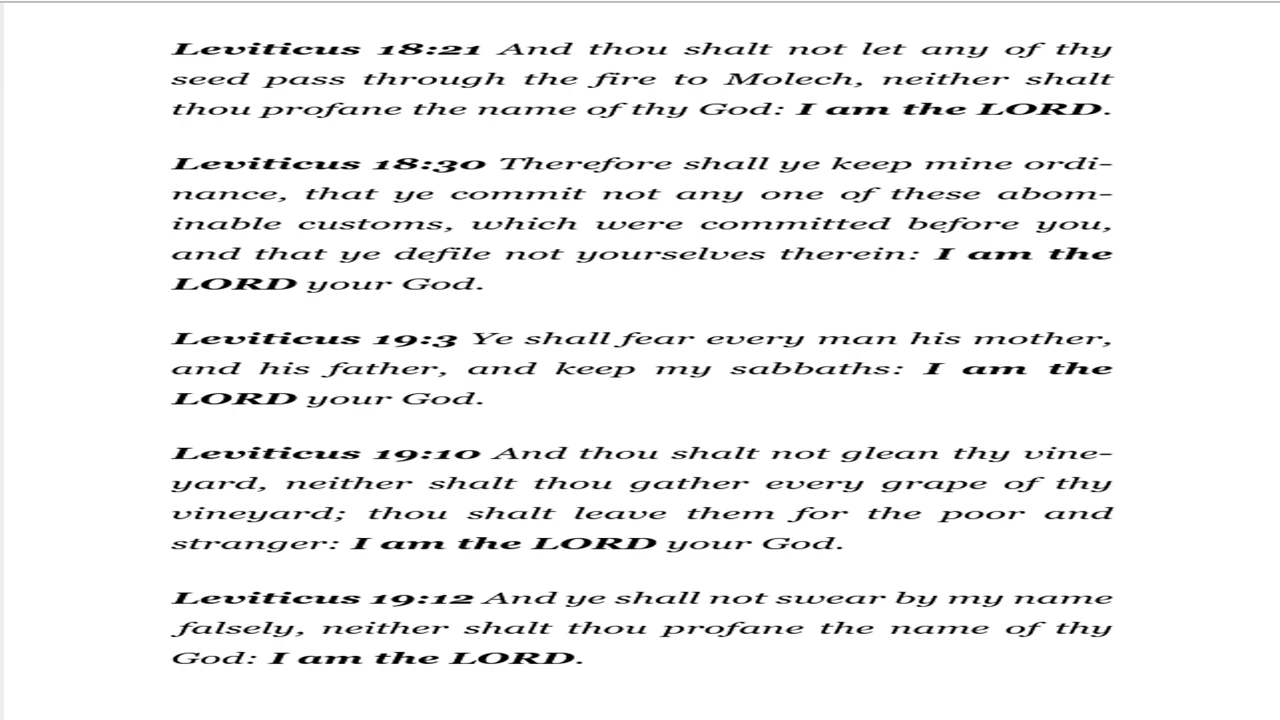 Leviticus 18:21 And thou shalt not let any of thy
seed pass through the fire to Molech, neither shalt
thou profane the name of thy God: I am the LORD.
Leviticus 18:30 Therefore shall ye keep mine ordi-
nance, that ye commit not any one of these abom-
inable customs, which were committed before you,
and that ye defile not yourselves therein: I am the
LORD your God.
Leviticus 19:3 Ye shall fear every man his mother,
and his father, and keep my sabbaths: I am the
LORD your God.
Leviticus 19:10 And thou shalt not glean thy vine-
yard, neither shalt thou gather every grape of thy
vineyard; thou shalt leave them for the poor and
stranger: I am the LORD your God.
Leviticus 19:12 And ye shall not swear by my name
falsely, neither shalt thou profane the name of thy
God: I am the LORD.